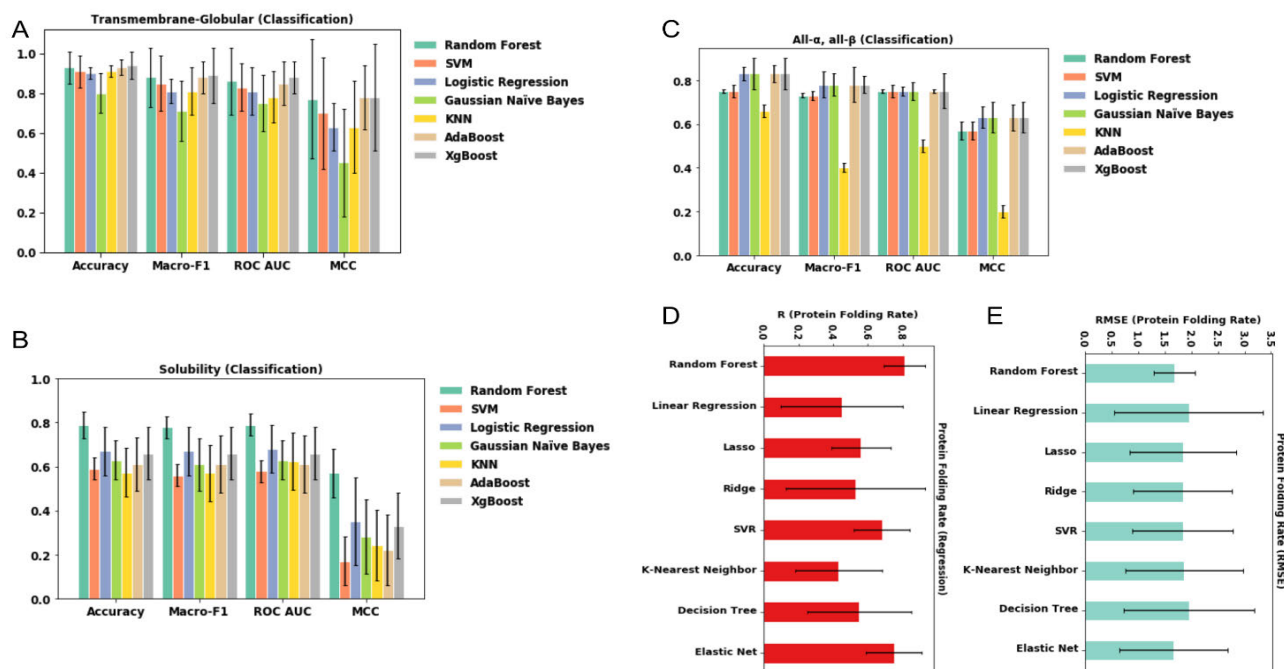 A
Transmembrane-Globular (Classification)
1.0
0.8
0.6
0.4
0.2
0.0
Accuracy Macro-F1 ROC AUC MCC
Random Forest
SVM
Logistic Regression
Gaussian Naïve Bayes
KNN
AdaBoost
XgBoost
B
Solubility (Classification)
1.0
0.8
0.6
0.4
0.2
0.0
Accuracy Macro-F1 ROC AUC MCC
Random Forest
SVM
Logistic Regression
Gaussian Naïve Bayes
KNN
AdaBoost
XgBoost
C
All-α, all-β (Classification)
0.8
0.6
0.4
0.2
0.0
Accuracy Macro-F1 ROC AUC MCC
Random Forest
SVM
Logistic Regression
Gaussian Naïve Bayes
KNN
AdaBoost
XgBoost
D
R (Protein Folding Rate)
0.0 0.2 0.4 0.6 0.8
Random Forest
Linear Regression
Lasso
Ridge
SVR
K-Nearest Neighbor
Decision Tree
Elastic Net
Protein Folding Rate (Regression)
E
RMSE (Protein Folding Rate)
0.0 0.5 1.0 1.5 2.0 2.5 3.0 3.5
Random Forest
Linear Regression
Lasso
Ridge
SVR
K-Nearest Neighbor
Decision Tree
Elastic Net
Protein Folding Rate (RMSE)